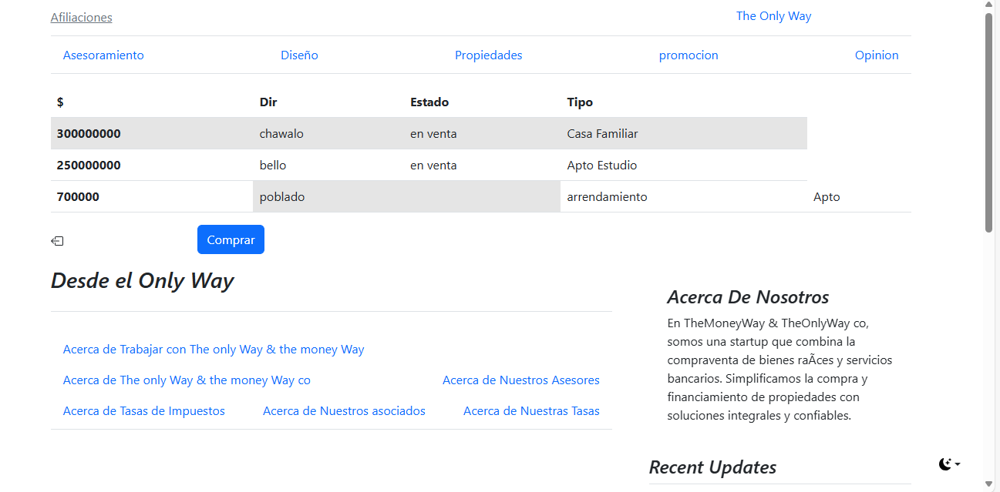 Afiliaciones The Only Way
Asesoramiento Diseño Propiedades promocion Opinion
$ Dir Estado Tipo
300000000 chawalo en venta Casa Familiar
250000000 bello en venta Apto Estudio
700000 poblado arrendamiento Apto
Comprar
Desde el Only Way
Acerca de Trabajar con The only Way & the money Way
Acerca de The only Way & the money Way co Acerca de Nuestros Asesores
Acerca de Tasas de Impuestos Acerca de Nuestros asociados Acerca de Nuestras Tasas
Acerca De Nosotros
En TheMoneyWay & TheOnlyWay co,
somos una startup que combina la
compraventa de bienes raÃces y servicios
bancarios. Simplificamos la compra y
financiamiento de propiedades con
soluciones integrales y confiables.
Recent Updates